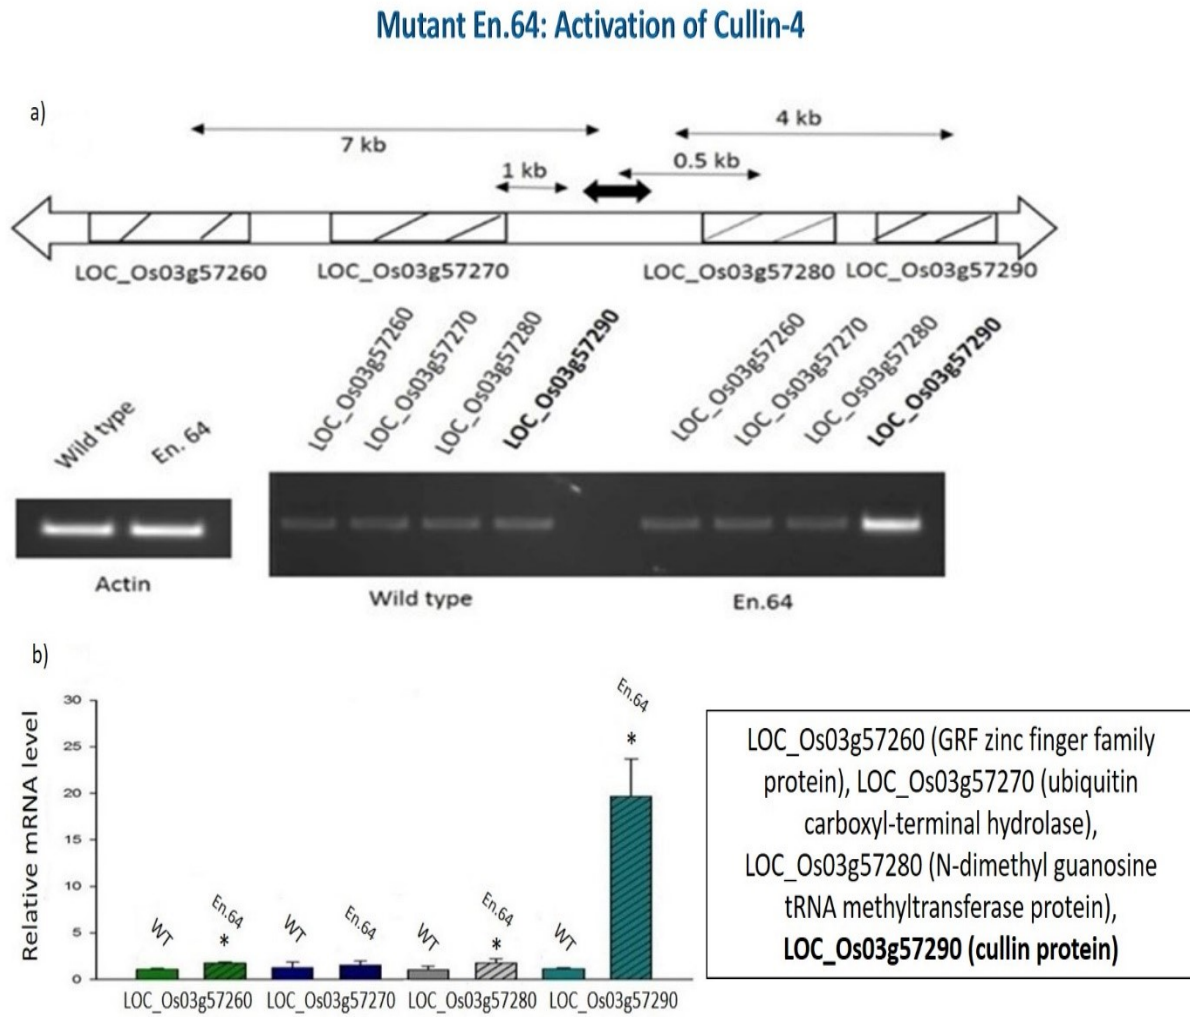 Mutant En.64: Activation of Cullin-4
a)
7 kb
4 kb
1 kb
0.5 kb
LOC_Os03g57260
LOC_Os03g57270
LOC_Os03g57280
LOC_Os03g57290
Wild type
En. 64
LOC_Os03g57260
LOC_Os03g57270
LOC_Os03g57280
LOC_Os03g57290
LOC_Os03g57260
LOC_Os03g57270
LOC_Os03g57280
LOC_Os03g57290
Actin
Wild type
En.64
b)
Relative mRNA level
30
25
20
15
10
5
0
WT
En.64
*
WT
En.64
WT
En.64
*
WT
En.64
*
LOC_Os03g57260
LOC_Os03g57270
LOC_Os03g57280
LOC_Os03g57290
LOC_Os03g57260 (GRF zinc finger family
protein), LOC_Os03g57270 (ubiquitin
carboxyl-terminal hydrolase),
LOC_Os03g57280 (N-dimethyl guanosine
tRNA methyltransferase protein),
LOC_Os03g57290 (cullin protein)